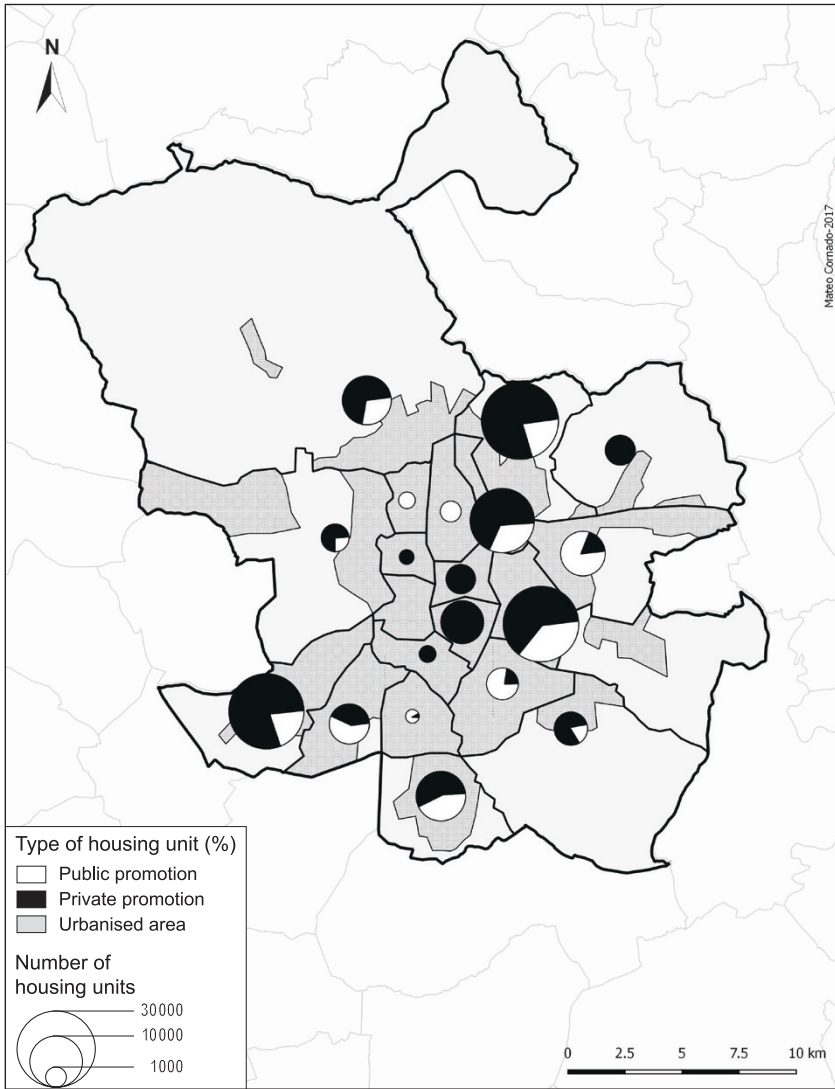 N
Mateo Cornado-2017
Type of housing unit (%)
Public promotion
Private promotion
Urbanised area
Number of
housing units
30000
10000
1000
0 2.5 5 7.5 10 km